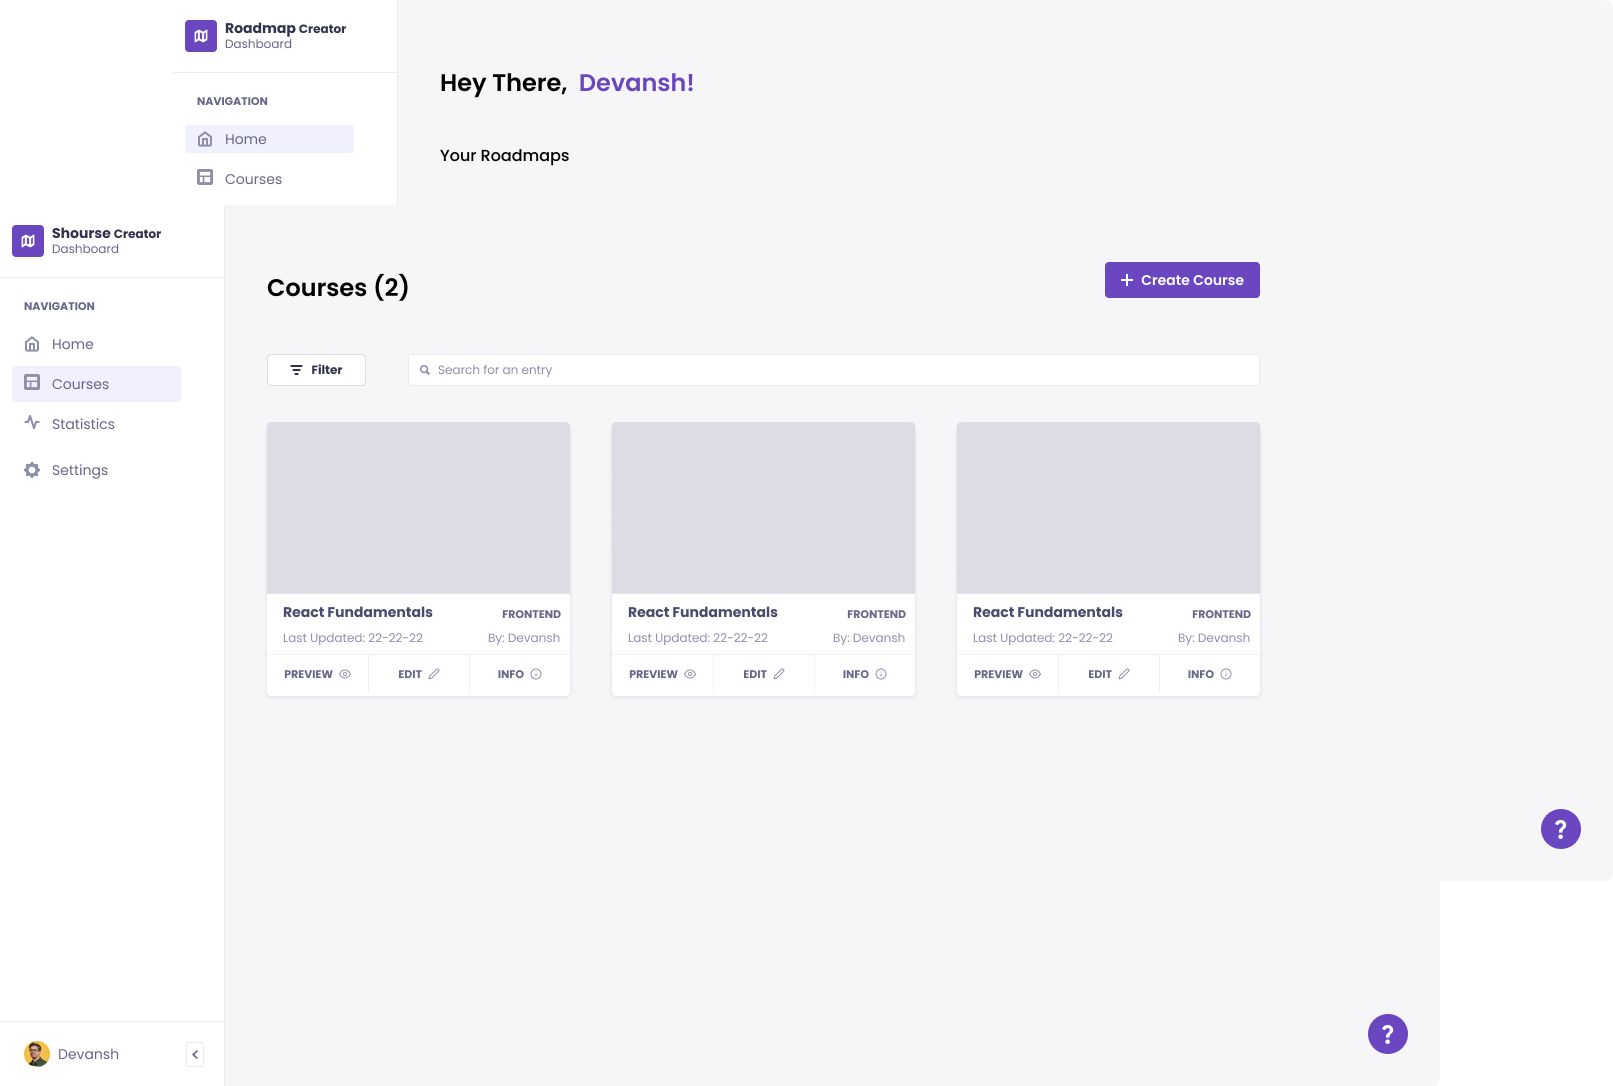 Roadmap Creator
Dashboard
NAVIGATION
Home
Courses
Hey There, Devansh!
Your Roadmaps
Shourse Creator
Dashboard
NAVIGATION
Home
Courses
Statistics
Settings
Devansh
Courses (2)
+ Create Course
Filter
Search for an entry
React Fundamentals
FRONTEND
Last Updated: 22-22-22
By: Devansh
PREVIEW
EDIT
INFO
React Fundamentals
FRONTEND
Last Updated: 22-22-22
By: Devansh
PREVIEW
EDIT
INFO
React Fundamentals
FRONTEND
Last Updated: 22-22-22
By: Devansh
PREVIEW
EDIT
INFO
?
?